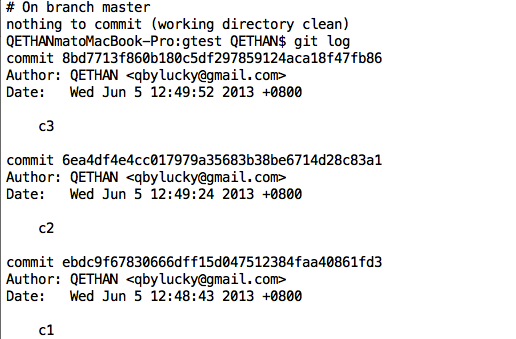 # On branch master
nothing to commit (working directory clean)
QETHANmatoMacBook-Pro:gtest QETHAN$ git log
commit 8bd7713f860b180c5df297859124aca18f47fb86
Author: QETHAN <qbylucky@gmail.com>
Date:   Wed Jun 5 12:49:52 2013 +0800
c3
commit 6ea4df4e4cc017979a35683b38be6714d28c83a1
Author: QETHAN <qbylucky@gmail.com>
Date:   Wed Jun 5 12:49:24 2013 +0800
c2
commit ebdc9f67830666dff15d047512384faa40861fd3
Author: QETHAN <qbylucky@gmail.com>
Date:   Wed Jun 5 12:48:43 2013 +0800
c1